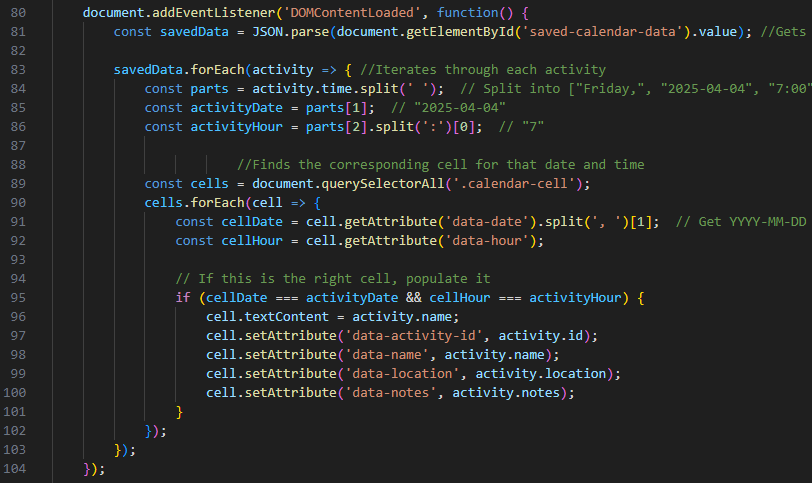 80 document.addEventListener('DOMContentLoaded', function() {
81 const savedData = JSON.parse(document.getElementById('saved-calendar-data').value); //Gets
82
83 savedData.forEach(activity => { //Iterates through each activity
84 const parts = activity.time.split(' ');  // Split into ["Friday,", "2025-04-04", "7:00"
85 const activityDate = parts[1];  // "2025-04-04"
86 const activityHour = parts[2].split(':')[0];  // "7"
87
88 //Finds the corresponding cell for that date and time
89 const cells = document.querySelectorAll('.calendar-cell');
90 cells.forEach(cell => {
91 const cellDate = cell.getAttribute('data-date').split(', ')[1];  // Get YYYY-MM-DD
92 const cellHour = cell.getAttribute('data-hour');
93
94 // If this is the right cell, populate it
95 if (cellDate === activityDate && cellHour === activityHour) {
96 cell.textContent = activity.name;
97 cell.setAttribute('data-activity-id', activity.id);
98 cell.setAttribute('data-name', activity.name);
99 cell.setAttribute('data-location', activity.location);
100 cell.setAttribute('data-notes', activity.notes);
101 }
102 });
103 });
104 });